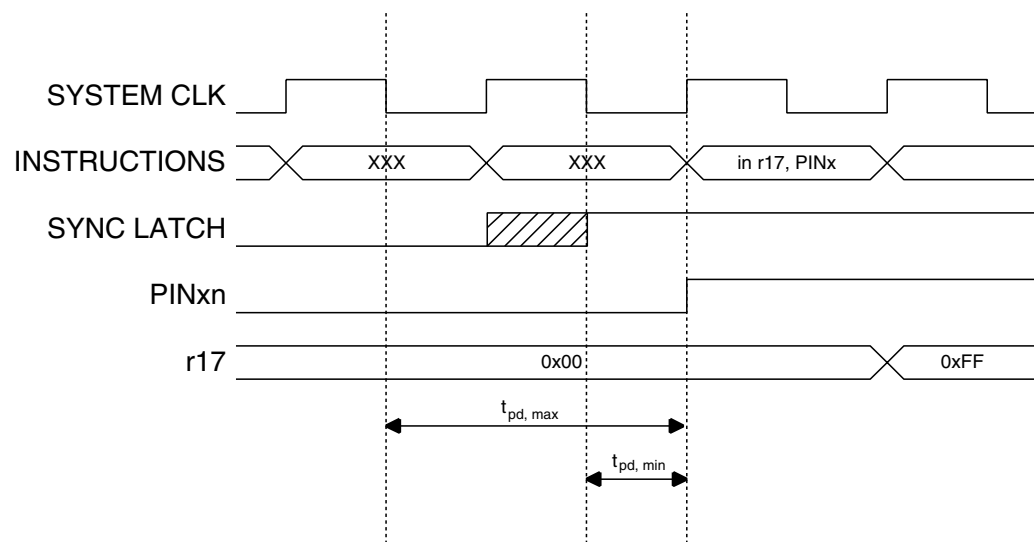 SYSTEM CLK
INSTRUCTIONS XXX XXX in r17, PINx
SYNC LATCH
PINxn
r17 0x00 0xFF
tpd, max
tpd, min